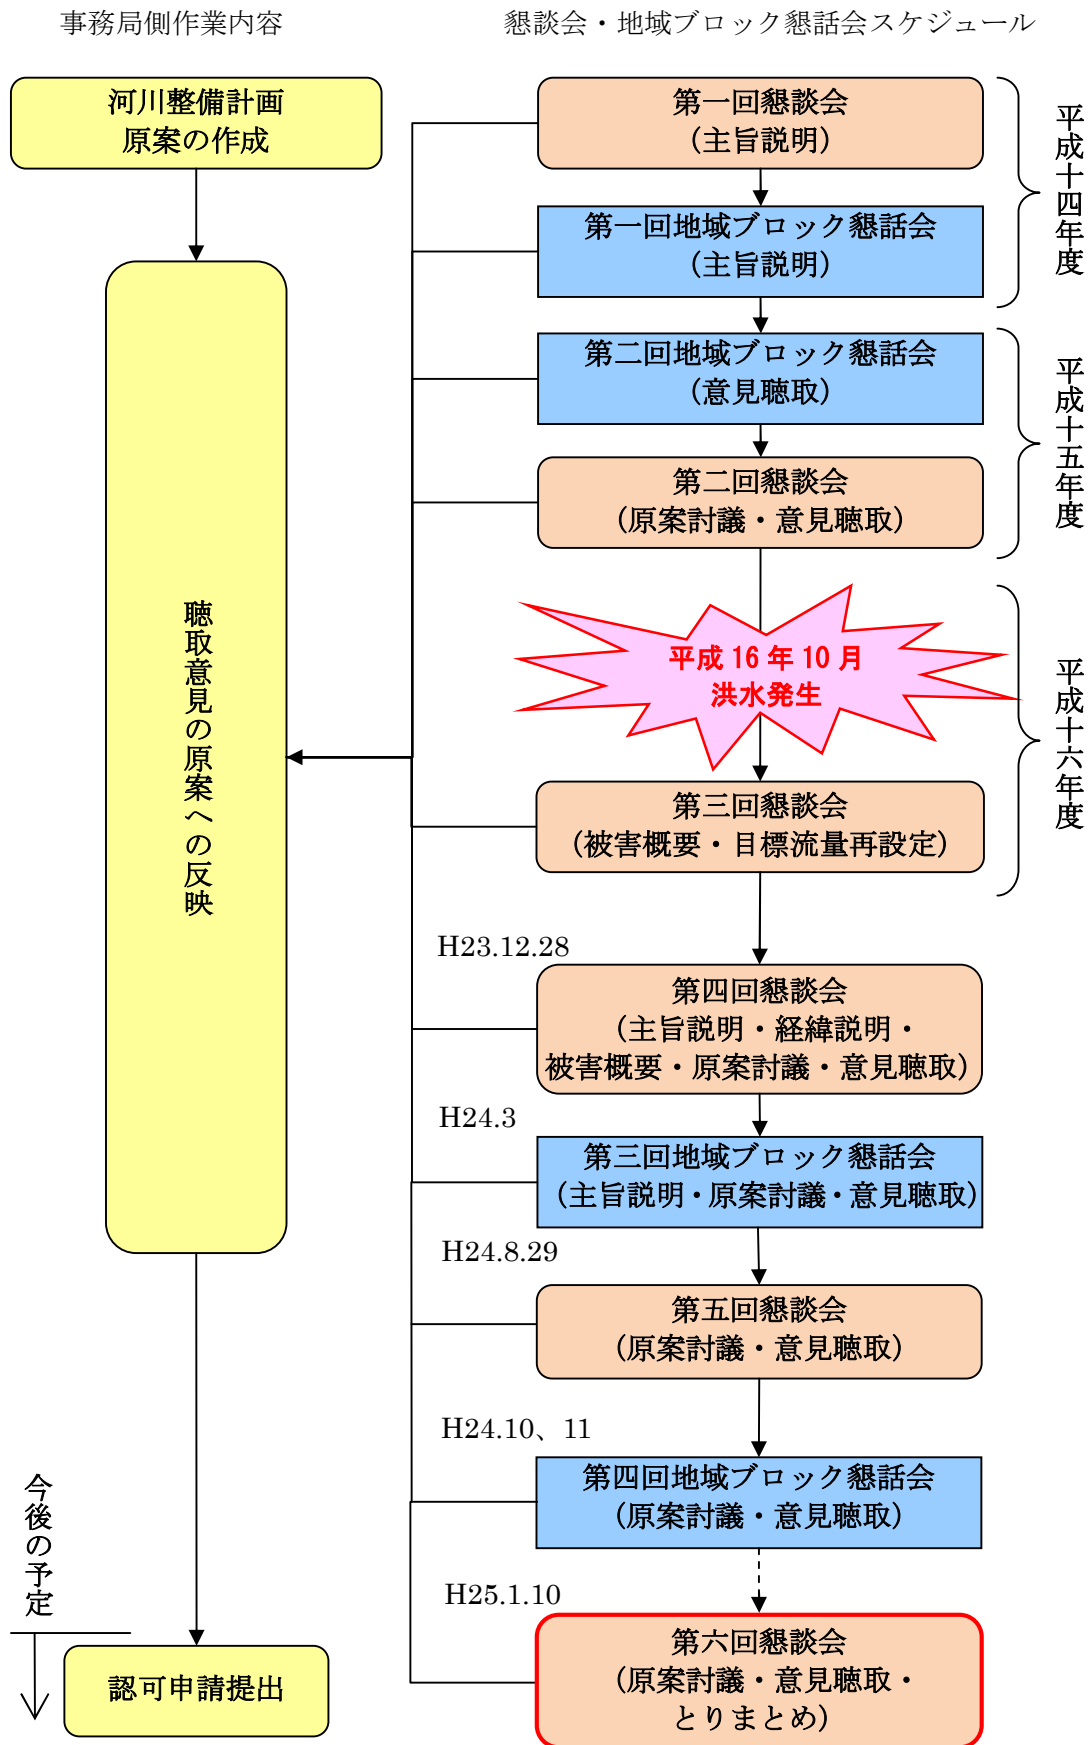 事務局側作業内容
懇談会・地域ブロック懇話会スケジュール
河川整備計画
原案の作成
聴取意見の原案への反映
今後の予定
認可申請提出
第一回懇談会
(主旨説明)
第一回地域ブロック懇話会
(主旨説明)
平成十四年度
第二回地域ブロック懇話会
(意見聴取)
第二回懇談会
(原案討議・意見聴取)
平成十五年度
平成 16 年 10 月
洪水発生
第三回懇談会
(被害概要・目標流量再設定)
平成十六年度
H23.12.28
第四回懇談会
(主旨説明・経緯説明・
被害概要・原案討議・意見聴取)
H24.3
第三回地域ブロック懇話会
(主旨説明・原案討議・意見聴取)
H24.8.29
第五回懇談会
(原案討議・意見聴取)
H24.10、11
第四回地域ブロック懇話会
(原案討議・意見聴取)
H25.1.10
第六回懇談会
(原案討議・意見聴取・
とりまとめ)